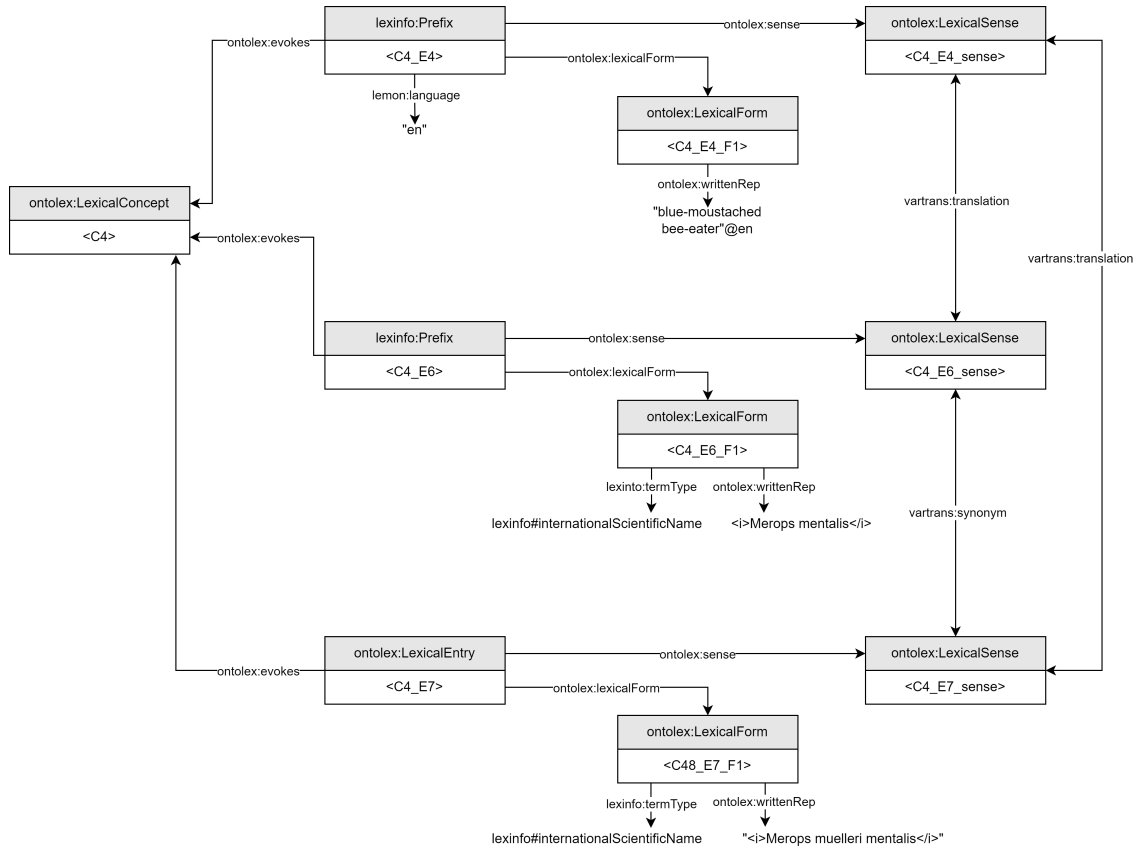 lexinfo:Prefix
<C4_E4>
ontolex:evokes
ontolex:sense
ontolex:LexicalSense
<C4_E4_sense>
ontolex:lexicalForm
lemon:language
"en"
ontolex:LexicalForm
<C4_E4_F1>
ontolex:writtenRep
"blue-moustached
bee-eater"@en
ontolex:LexicalConcept
<C4>
ontolex:evokes
vartrans:translation
vartrans:translation
lexinfo:Prefix
<C4_E6>
ontolex:sense
ontolex:LexicalSense
<C4_E6_sense>
ontolex:lexicalForm
ontolex:LexicalForm
<C4_E6_F1>
lexinto:termType
ontolex:writtenRep
lexinfo#internationalScientificName
<i>Merops mentalis</i>
vartrans:synonym
ontolex:LexicalEntry
<C4_E7>
ontolex:evokes
ontolex:sense
ontolex:LexicalSense
<C4_E7_sense>
ontolex:lexicalForm
ontolex:LexicalForm
<C48_E7_F1>
lexinfo:termType
ontolex:writtenRep
lexinfo#internationalScientificName
"<i>Merops muelleri mentalis</i>"